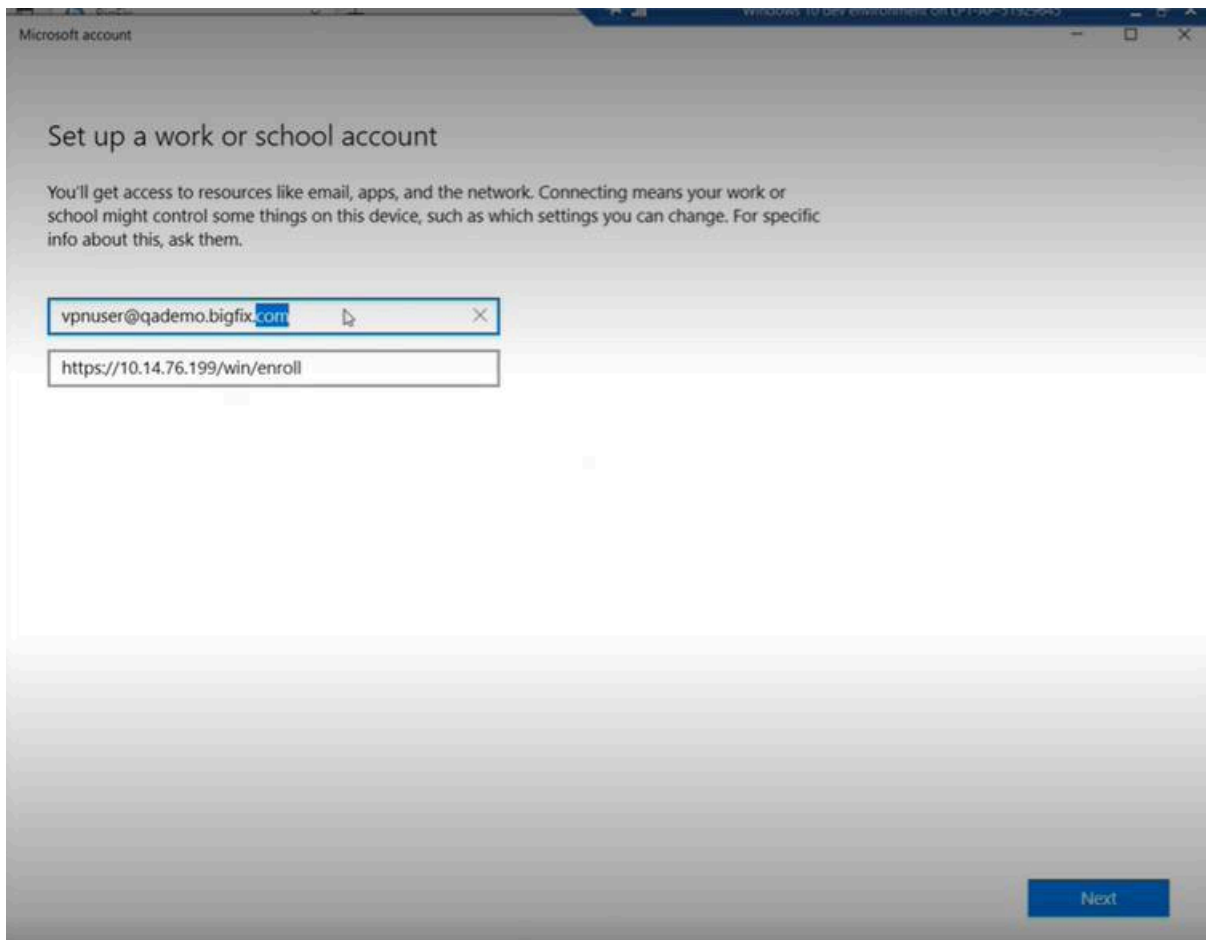 Microsoft account
Set up a work or school account
You'll get access to resources like email, apps, and the network. Connecting means your work or
school might control some things on this device, such as which settings you can change. For specific
info about this, ask them.
vpnuser@qademo.bigfix.com
https://10.14.76.199/win/enroll
Next